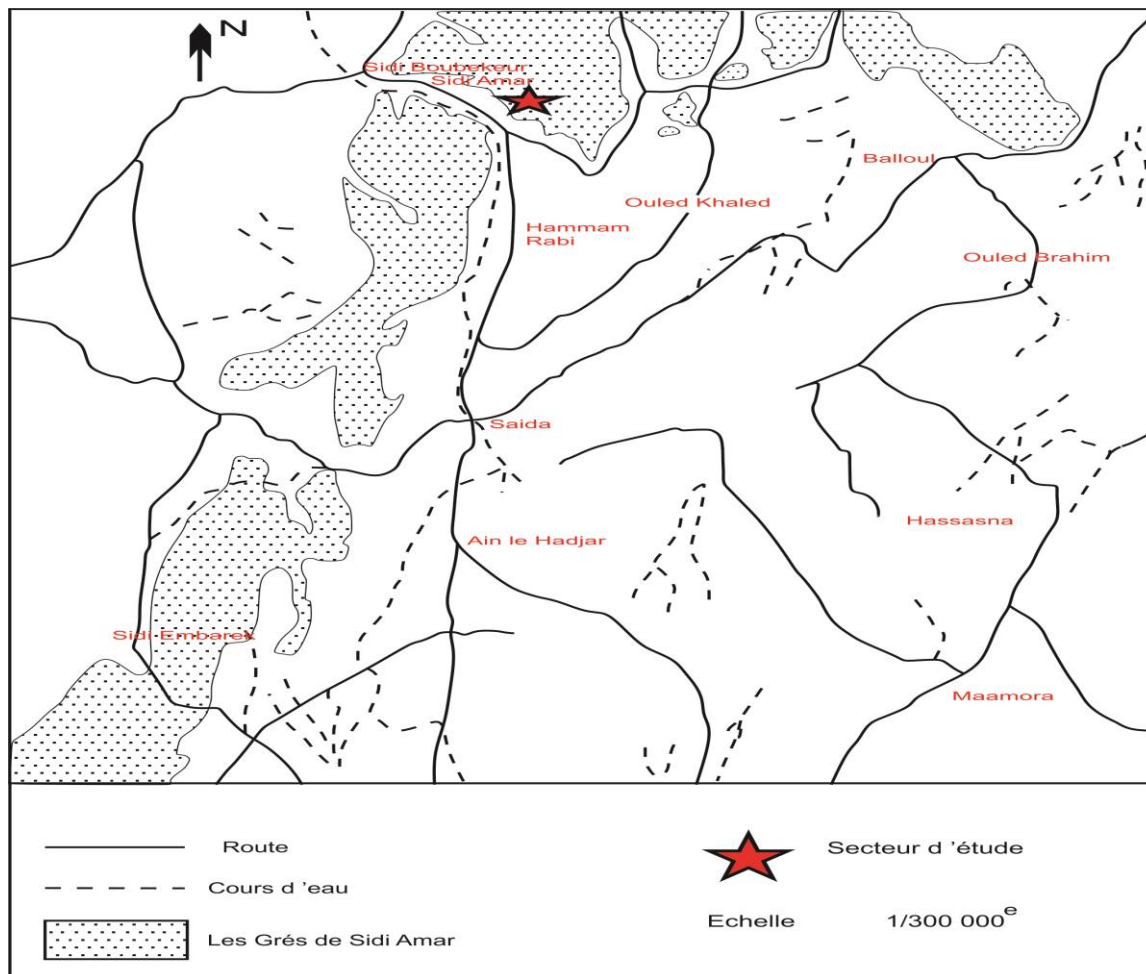 N
Sidi Boubekeur
Sidi Amar
Balloul
Ouled Khaled
Hammam
Rabi
Ouled Brahim
Saida
Hassasna
Ain le Hadjar
Sidi Embarek
Maamora
Route
Secteur d ’étude
Cours d ’eau
Echelle 1/300 000e
Les Grés de Sidi Amar